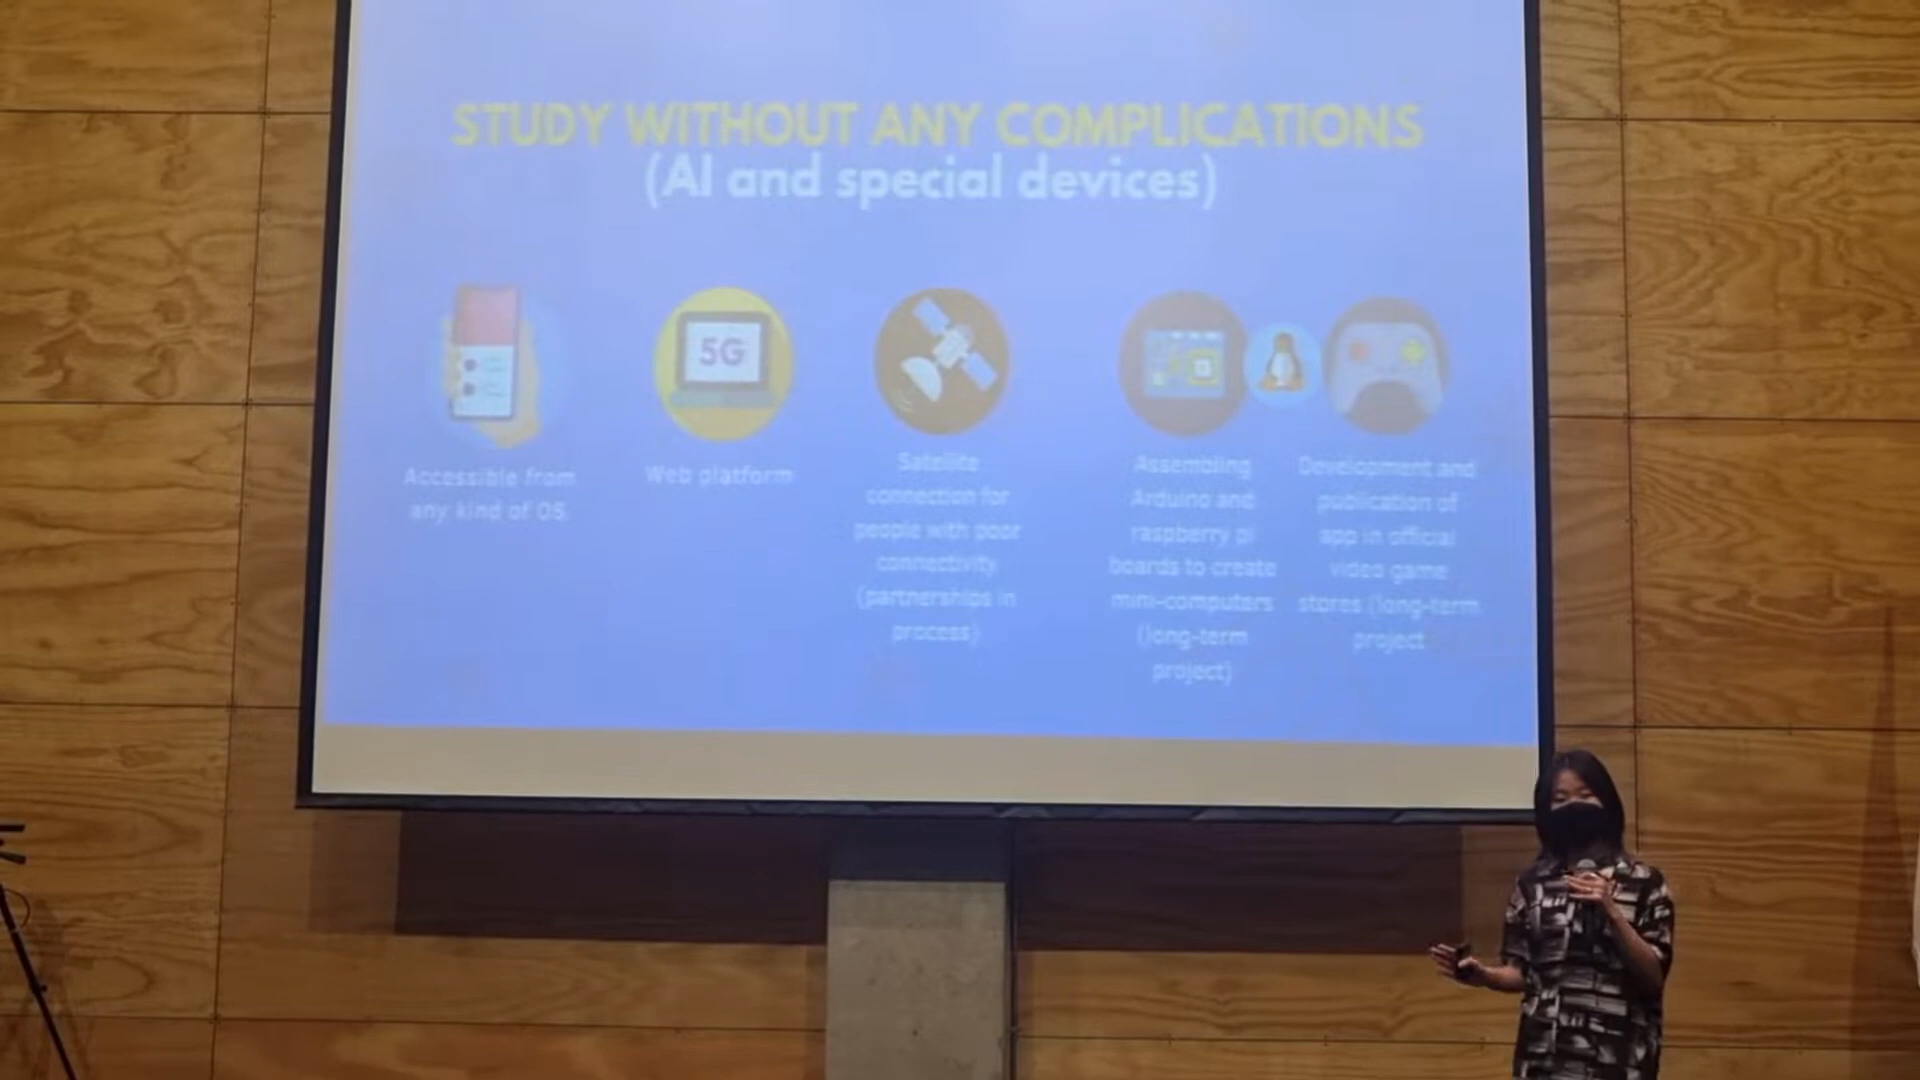 STUDY WITHOUT ANY COMPLICATIONS
(AI and special devices)
5G
Accessible from
any kind of OS.
Web platform
Satellite
connection for
people with poor
connectivity
(partnerships in
process)
Assembling
Arduino and
raspberry pi
boards to create
mini-computers
(long-term
project)
Development and
publication of
app in official
video game
stores (long-term
project